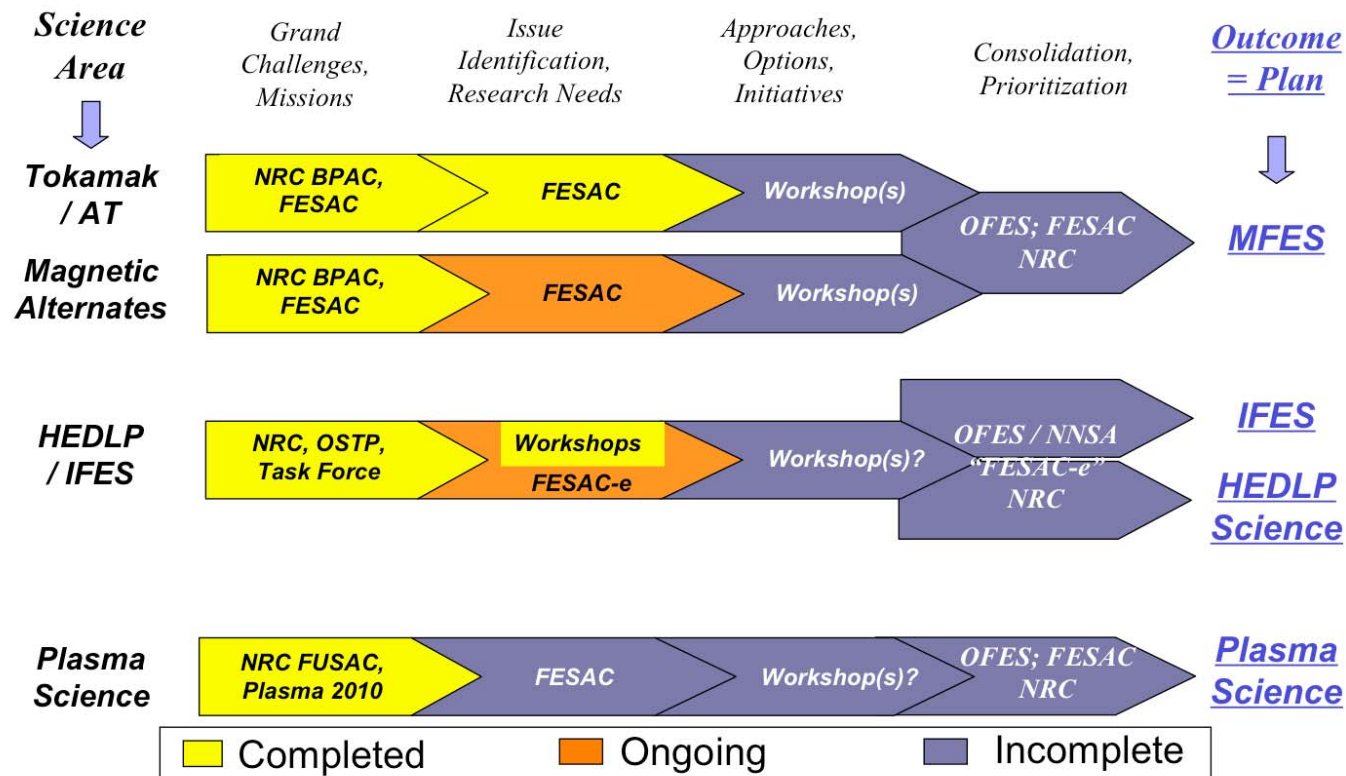 Science
Area
Grand
Challenges,
Missions
Issue
Identification,
Research Needs
Approaches,
Options,
Initiatives
Consolidation,
Prioritization
Outcome
= Plan
Tokamak
/ AT
NRC BPAC,
FESAC
FESAC
Workshop(s)
OFES; FESAC
NRC
MFES
Magnetic
Alternates
NRC BPAC,
FESAC
FESAC
Workshop(s)
HEDLP
/ IFES
NRC, OSTP,
Task Force
Workshops
FESAC-e
Workshop(s)?
OFES / NNSA
“FESAC-e”
NRC
IFES
HEDLP
Science
Plasma
Science
NRC FUSAC,
Plasma 2010
FESAC
Workshop(s)?
OFES; FESAC
NRC
Plasma
Science
Completed
Ongoing
Incomplete